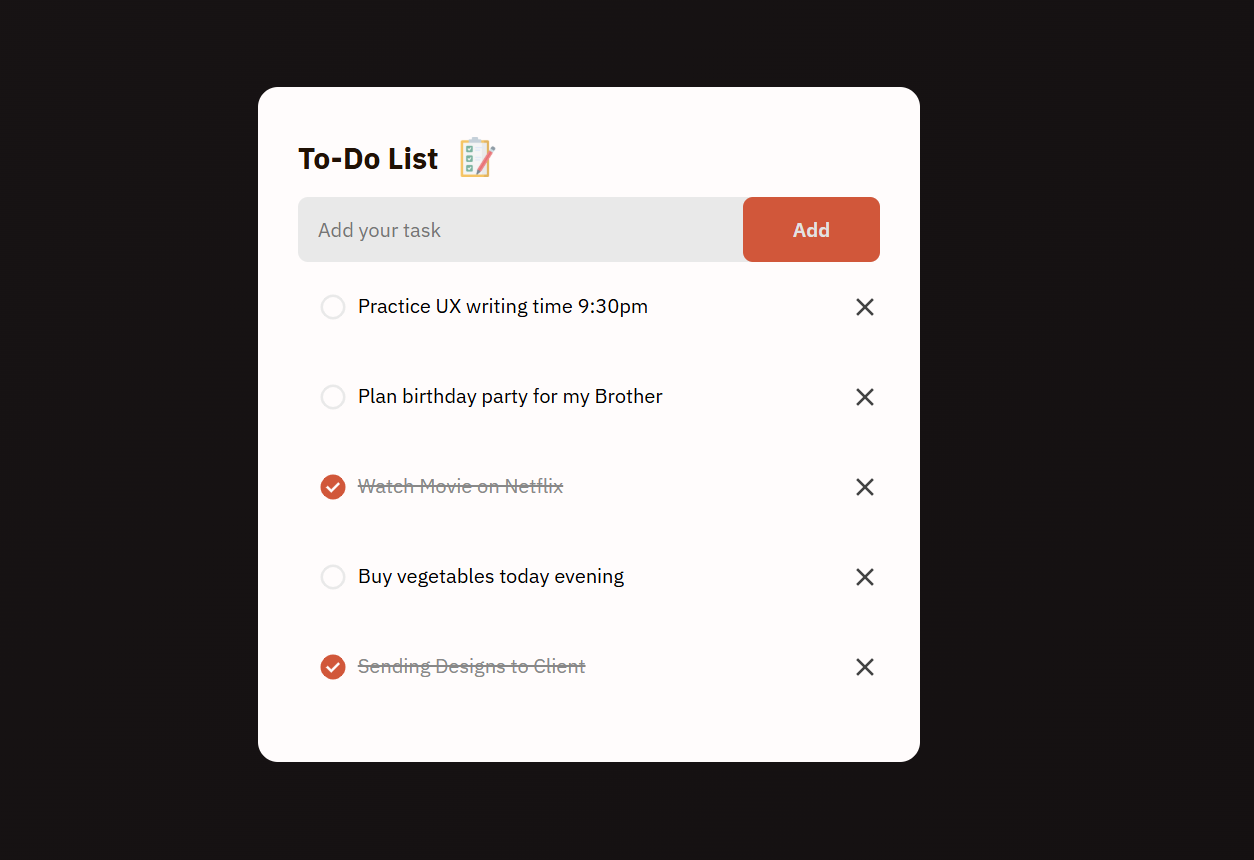 To-Do List
Add your task
Add
Practice UX writing time 9:30pm
Plan birthday party for my Brother
Watch Movie on Netflix
Buy vegetables today evening
Sending Designs to Client